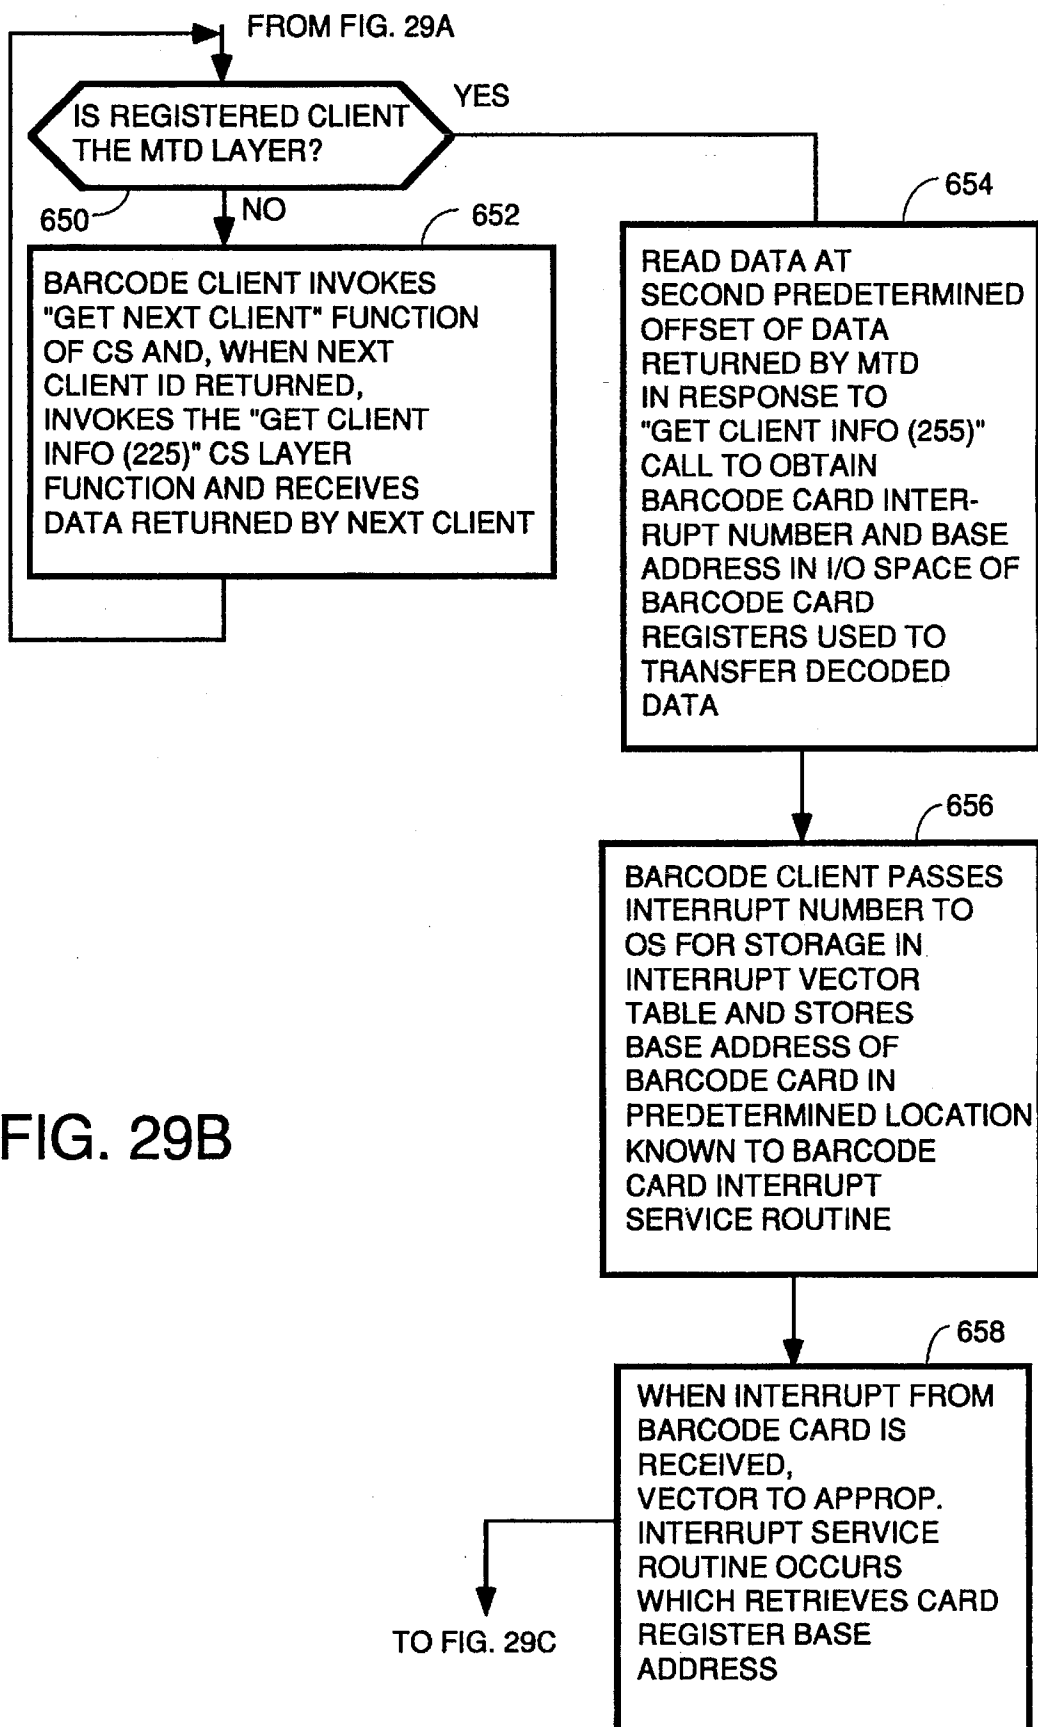 FROM FIG. 29A
IS REGISTERED CLIENT
THE MTD LAYER?
YES
650
NO
652
BARCODE CLIENT INVOKES
"GET NEXT CLIENT" FUNCTION
OF CS AND, WHEN NEXT
CLIENT ID RETURNED,
INVOKES THE "GET CLIENT
INFO (225)" CS LAYER
FUNCTION AND RECEIVES
DATA RETURNED BY NEXT CLIENT
654
READ DATA AT
SECOND PREDETERMINED
OFFSET OF DATA
RETURNED BY MTD
IN RESPONSE TO
"GET CLIENT INFO (255)"
CALL TO OBTAIN
BARCODE CARD INTER-
RUPT NUMBER AND BASE
ADDRESS IN I/O SPACE OF
BARCODE CARD
REGISTERS USED TO
TRANSFER DECODED
DATA
656
BARCODE CLIENT PASSES
INTERRUPT NUMBER TO
OS FOR STORAGE IN
INTERRUPT VECTOR
TABLE AND STORES
BASE ADDRESS OF
BARCODE CARD IN
PREDETERMINED LOCATION
KNOWN TO BARCODE
CARD INTERRUPT
SERVICE ROUTINE
FIG. 29B
658
WHEN INTERRUPT FROM
BARCODE CARD IS
RECEIVED,
VECTOR TO APPROP.
INTERRUPT SERVICE
ROUTINE OCCURS
WHICH RETRIEVES CARD
REGISTER BASE
ADDRESS
TO FIG. 29C